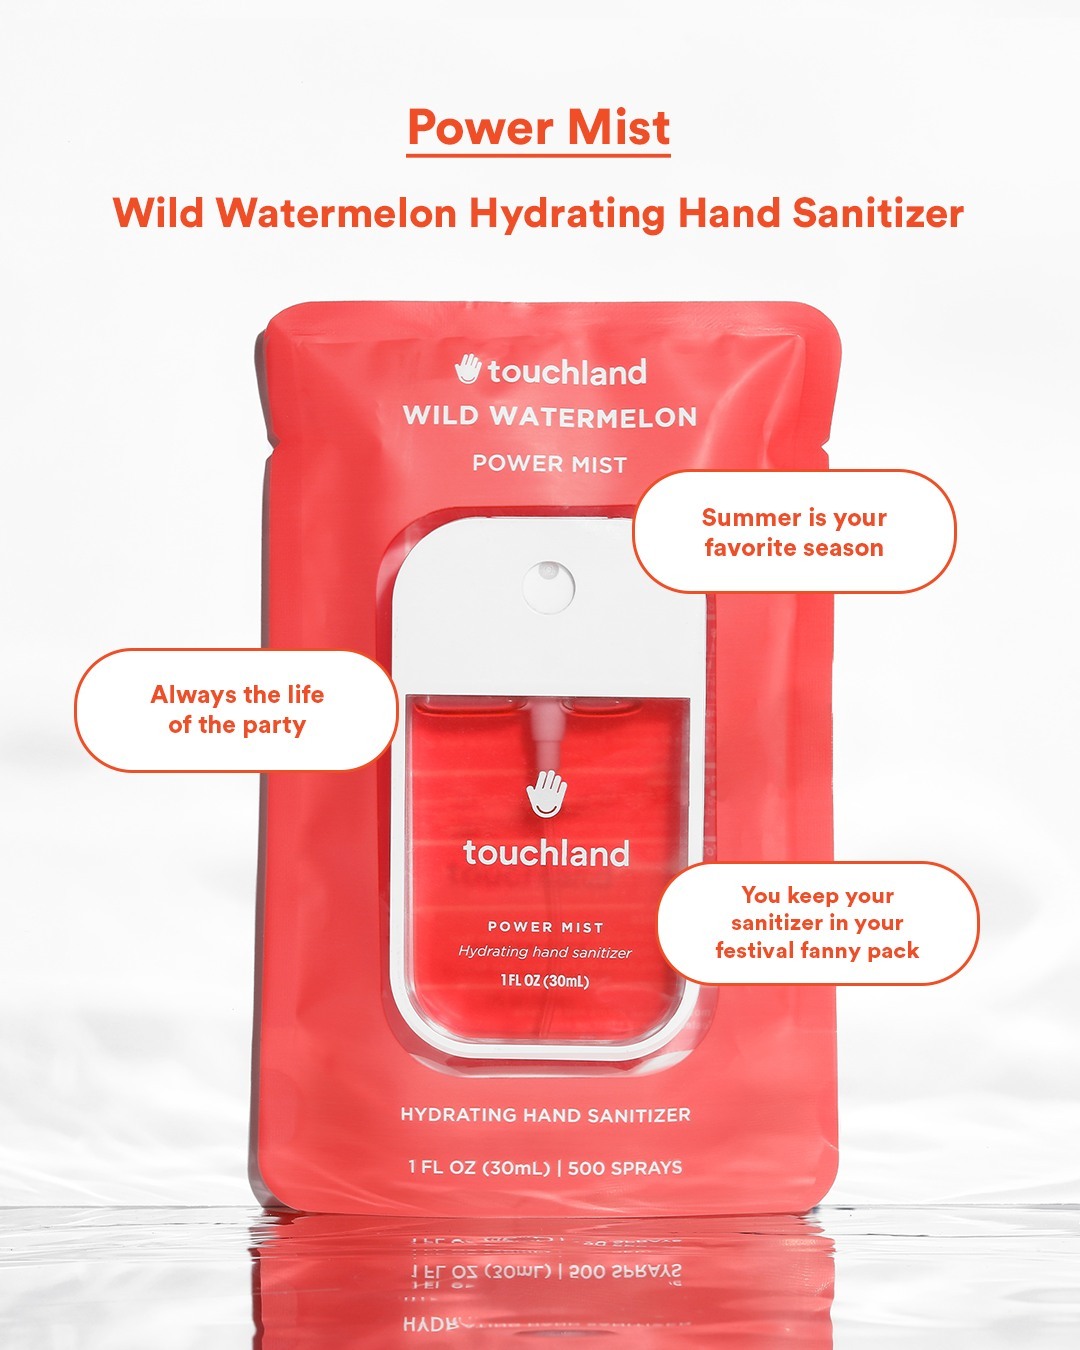 Power Mist
Wild Watermelon Hydrating Hand Sanitizer
touchland
WILD WATERMELON
POWER MIST
Summer is your
favorite season
Always the life
of the party
touchland
POWER MIST
Hydrating hand sanitizer
1 FL OZ (30mL)
You keep your
sanitizer in your
festival fanny pack
HYDRATING HAND SANITIZER
1 FL OZ (30mL) | 500 SPRAYS